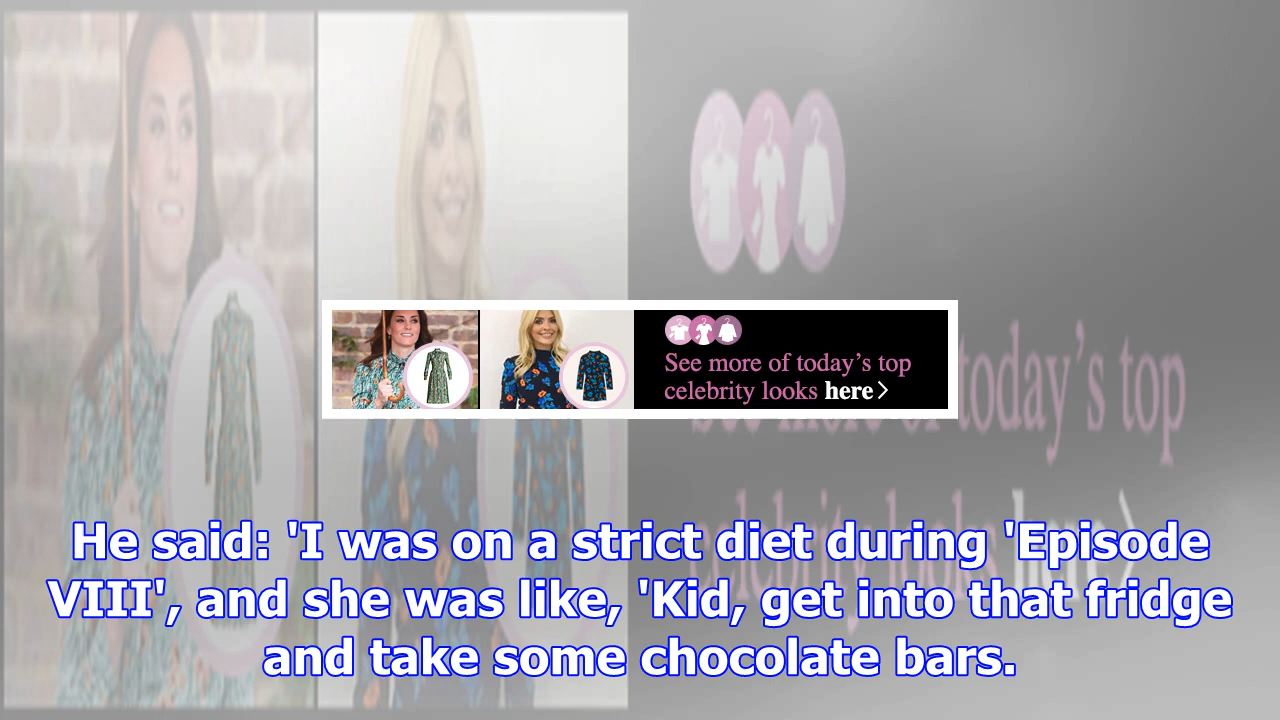 See more of today’s top
celebrity looks here >
He said: 'I was on a strict diet during 'Episode
VIII', and she was like, 'Kid, get into that fridge
and take some chocolate bars.